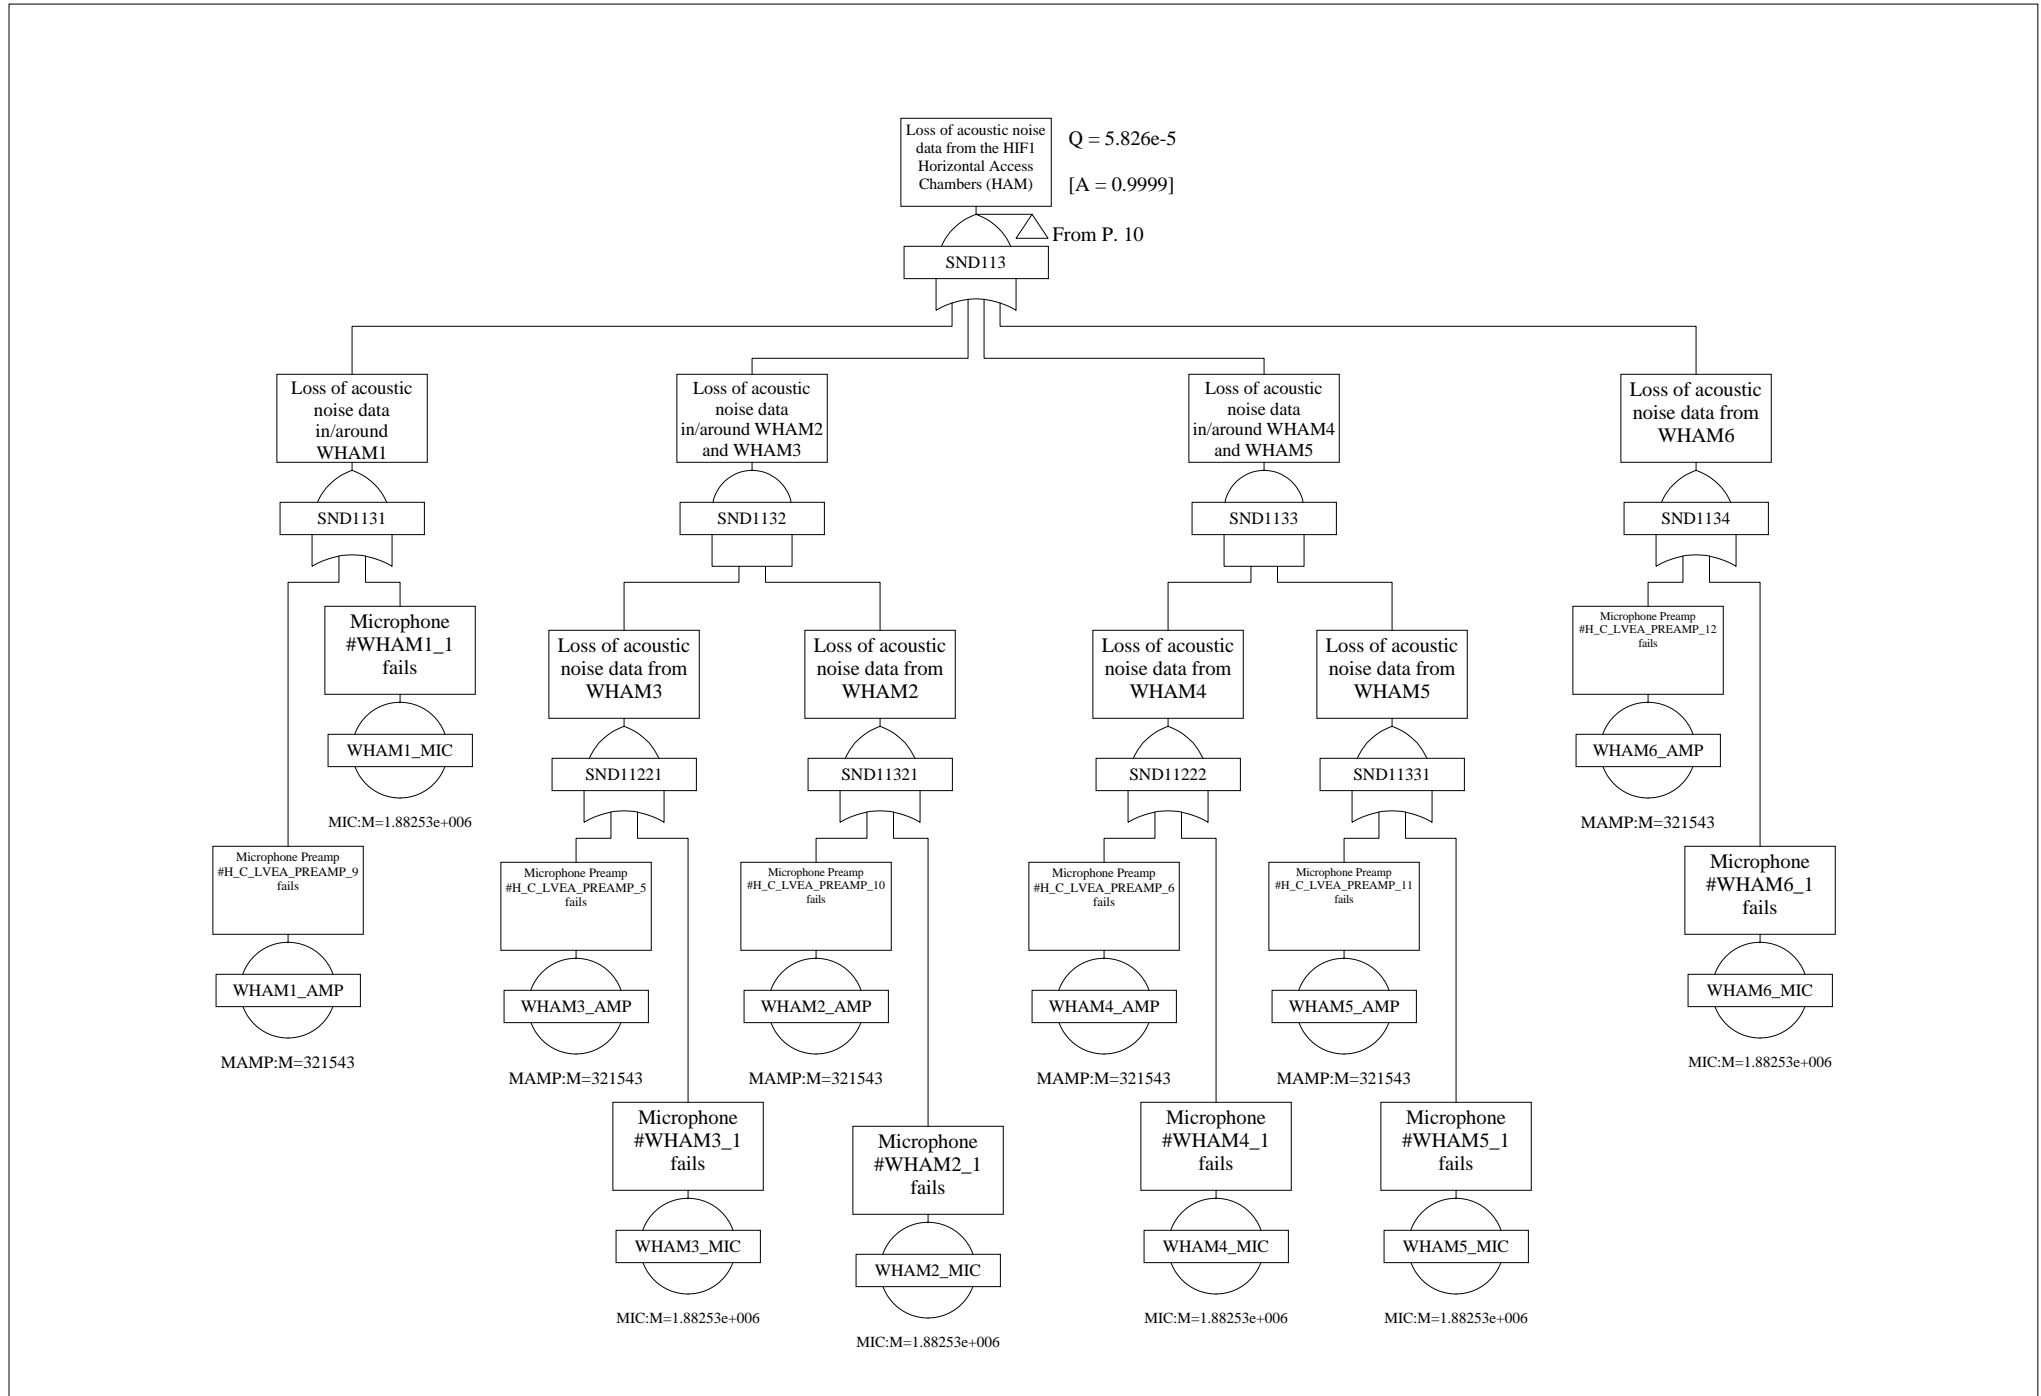 Loss of acoustic noise
data from the HIF1
Horizontal Access
Chambers (HAM)
Q = 5.826e-5
[A = 0.9999]
From P. 10
SND113
Loss of acoustic
noise data
in/around
WHAM1
SND1131
Loss of acoustic
noise data
in/around WHAM2
and WHAM3
SND1132
Loss of acoustic
noise data
in/around WHAM4
and WHAM5
SND1133
Loss of acoustic
noise data from
WHAM6
SND1134
Microphone
#WHAM1_1
fails
WHAM1_MIC
MIC:M=1.88253e+006
Loss of acoustic
noise data from
WHAM3
SND11221
Loss of acoustic
noise data from
WHAM2
SND11321
Loss of acoustic
noise data from
WHAM4
SND11222
Loss of acoustic
noise data from
WHAM5
SND11331
Microphone Preamp
#H_C_LVEA_PREAMP_12
fails
WHAM6_AMP
MAMP:M=321543
Microphone Preamp
#H_C_LVEA_PREAMP_9
fails
WHAM1_AMP
MAMP:M=321543
Microphone Preamp
#H_C_LVEA_PREAMP_5
fails
WHAM3_AMP
MAMP:M=321543
Microphone Preamp
#H_C_LVEA_PREAMP_10
fails
WHAM2_AMP
MAMP:M=321543
Microphone Preamp
#H_C_LVEA_PREAMP_6
fails
WHAM4_AMP
MAMP:M=321543
Microphone Preamp
#H_C_LVEA_PREAMP_11
fails
WHAM5_AMP
MAMP:M=321543
Microphone
#WHAM6_1
fails
WHAM6_MIC
MIC:M=1.88253e+006
Microphone
#WHAM3_1
fails
WHAM3_MIC
MIC:M=1.88253e+006
Microphone
#WHAM2_1
fails
WHAM2_MIC
MIC:M=1.88253e+006
Microphone
#WHAM4_1
fails
WHAM4_MIC
MIC:M=1.88253e+006
Microphone
#WHAM5_1
fails
WHAM5_MIC
MIC:M=1.88253e+006